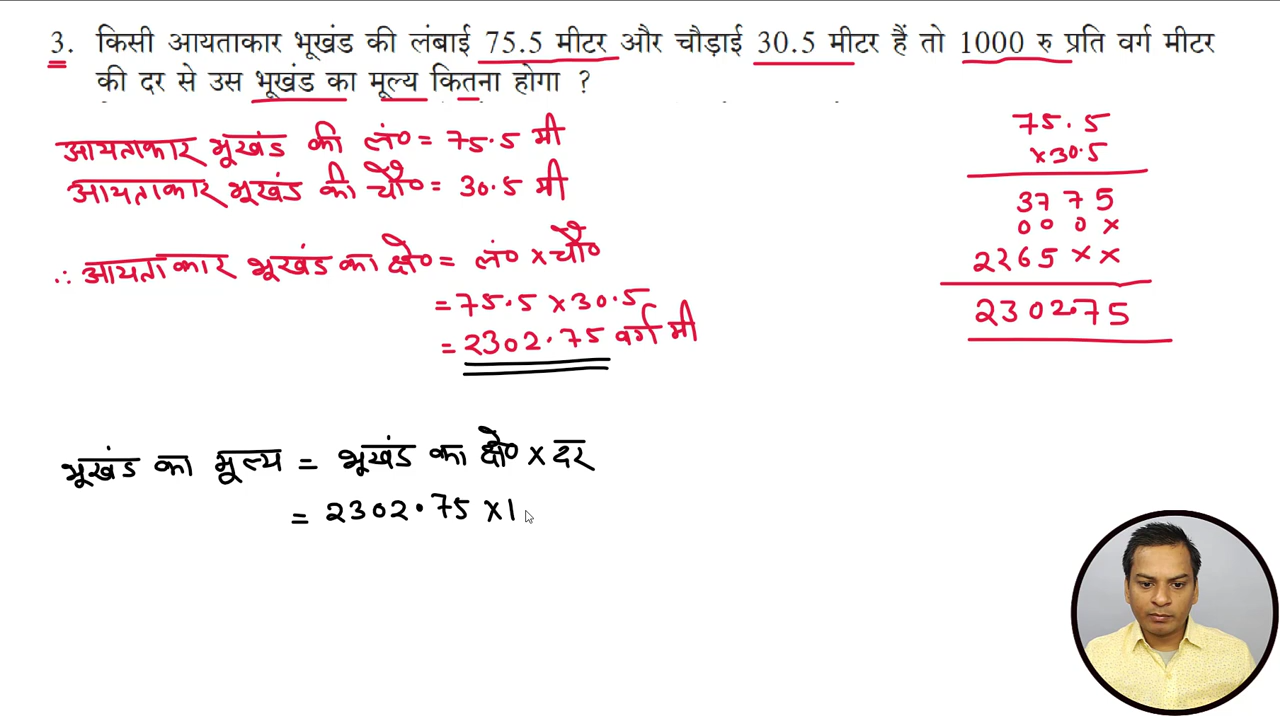 3. किसी आयताकार भूखंड की लंबाई 75.5 मीटर और चौड़ाई 30.5 मीटर हैं तो 1000 रु प्रति वर्ग मीटर
की दर से उस भूखंड का मूल्य कितना होगा ?
आयताकार भूखंड की लं० = 75.5 मी
आयताकार भूखंड की चौ० = 30.5 मी
∴ आयताकार भूखंड का क्षे० = लं० × चौ०
= 75.5 × 30.5
= 2302.75 वर्ग मी
75.5
×30.5
3775
000×
2265××
2302.75
भूखंड का मूल्य = भूखंड का क्षे० × दर
= 2302.75 × 1